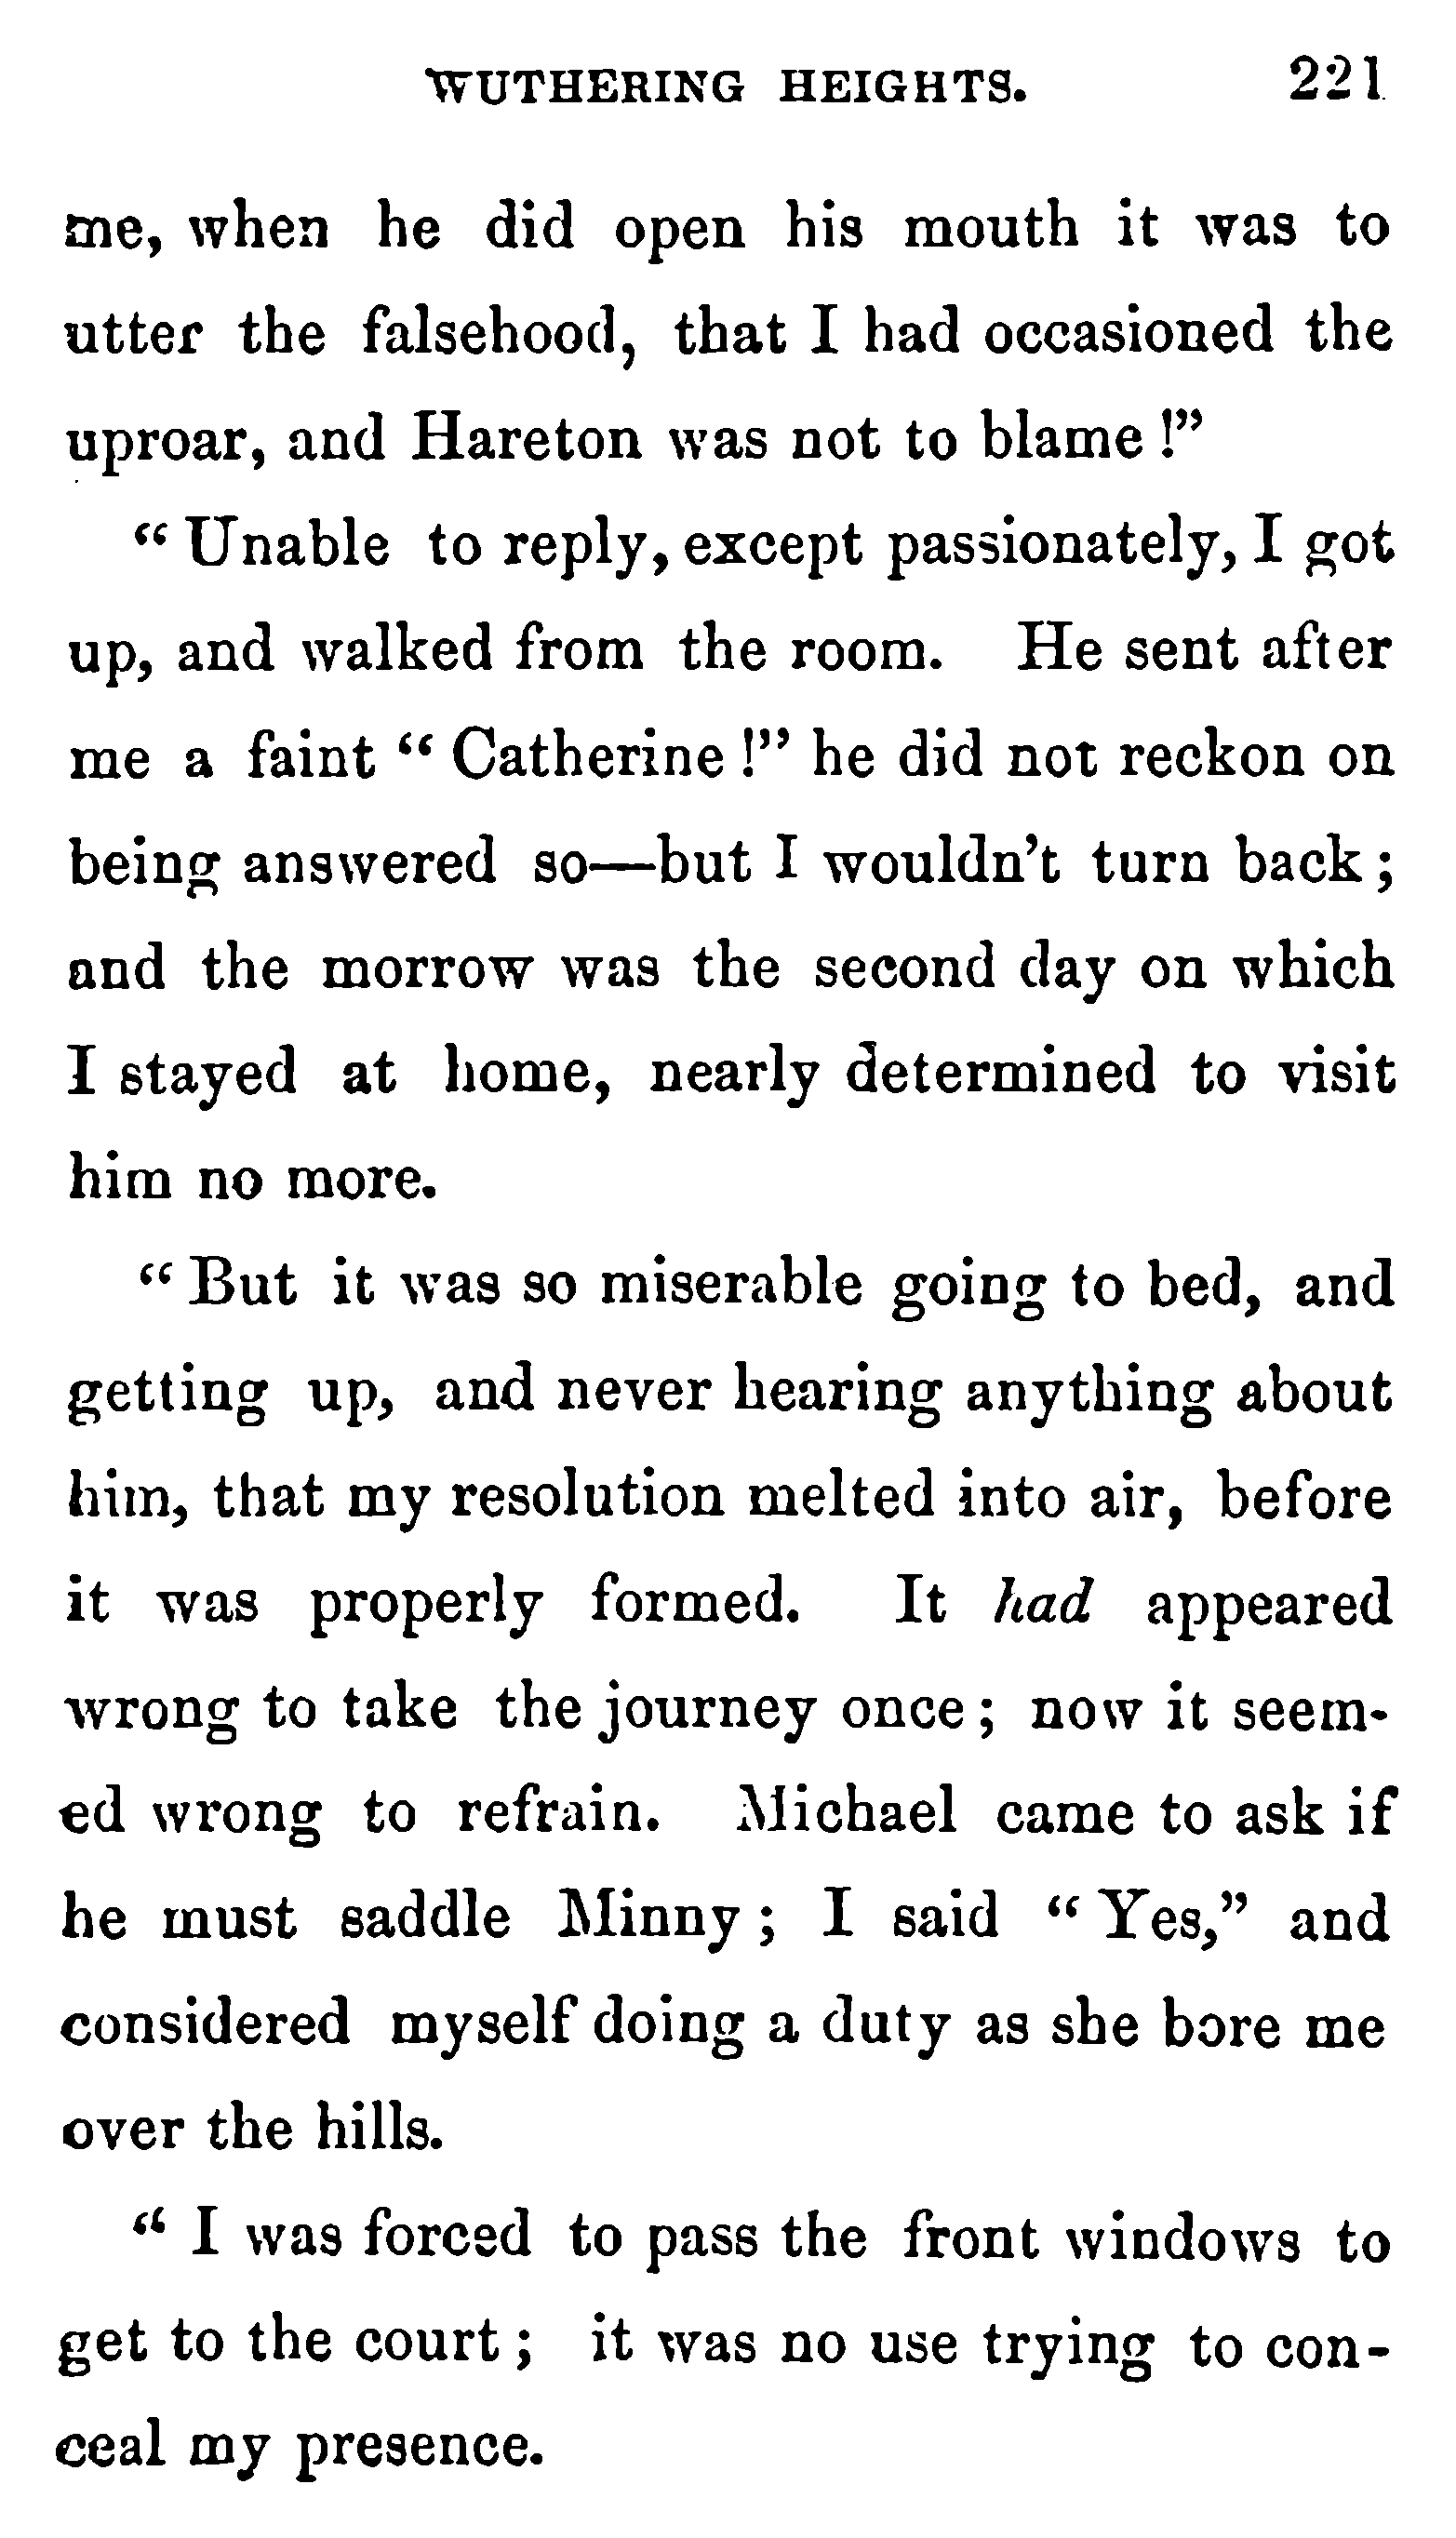 WUTHERING HEIGHTS. 221
me, when he did open his mouth it was to
utter the falsehood, that I had occasioned the
uproar, and Hareton was not to blame!”
“Unable to reply, except passionately, I got
up, and walked from the room. He sent after
me a faint “Catherine!” he did not reckon on
being answered so—but I wouldn’t turn back;
and the morrow was the second day on which
I stayed at home, nearly determined to visit
him no more.
“But it was so miserable going to bed, and
getting up, and never hearing anything about
him, that my resolution melted into air, before
it was properly formed. It had appeared
wrong to take the journey once; now it seem-
ed wrong to refrain. Michael came to ask if
he must saddle Minny; I said “Yes,” and
considered myself doing a duty as she bore me
over the hills.
“I was forced to pass the front windows to
get to the court; it was no use trying to con-
ceal my presence.